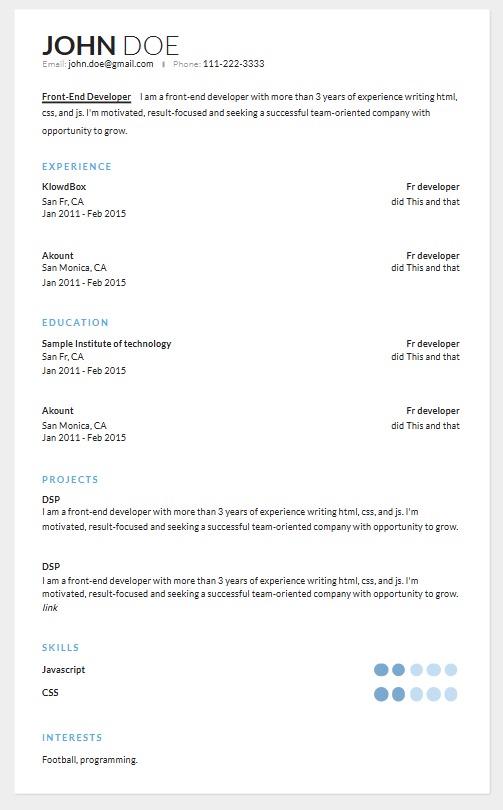 JOHN DOE
Email: john.doe@gmail.com Phone: 111-222-3333
Front-End Developer I am a front-end developer with more than 3 years of experience writing html,
css, and js. I'm motivated, result-focused and seeking a successful team-oriented company with
opportunity to grow.
EXPERIENCE
KlowdBox Fr developer
San Fr, CA did This and that
Jan 2011 - Feb 2015
Akount Fr developer
San Monica, CA did This and that
Jan 2011 - Feb 2015
EDUCATION
Sample Institute of technology Fr developer
San Fr, CA did This and that
Jan 2011 - Feb 2015
Akount Fr developer
San Monica, CA did This and that
Jan 2011 - Feb 2015
PROJECTS
DSP
I am a front-end developer with more than 3 years of experience writing html, css, and js. I'm
motivated, result-focused and seeking a successful team-oriented company with opportunity to grow.
DSP
I am a front-end developer with more than 3 years of experience writing html, css, and js. I'm
motivated, result-focused and seeking a successful team-oriented company with opportunity to grow.
link
SKILLS
Javascript
CSS
INTERESTS
Football, programming.